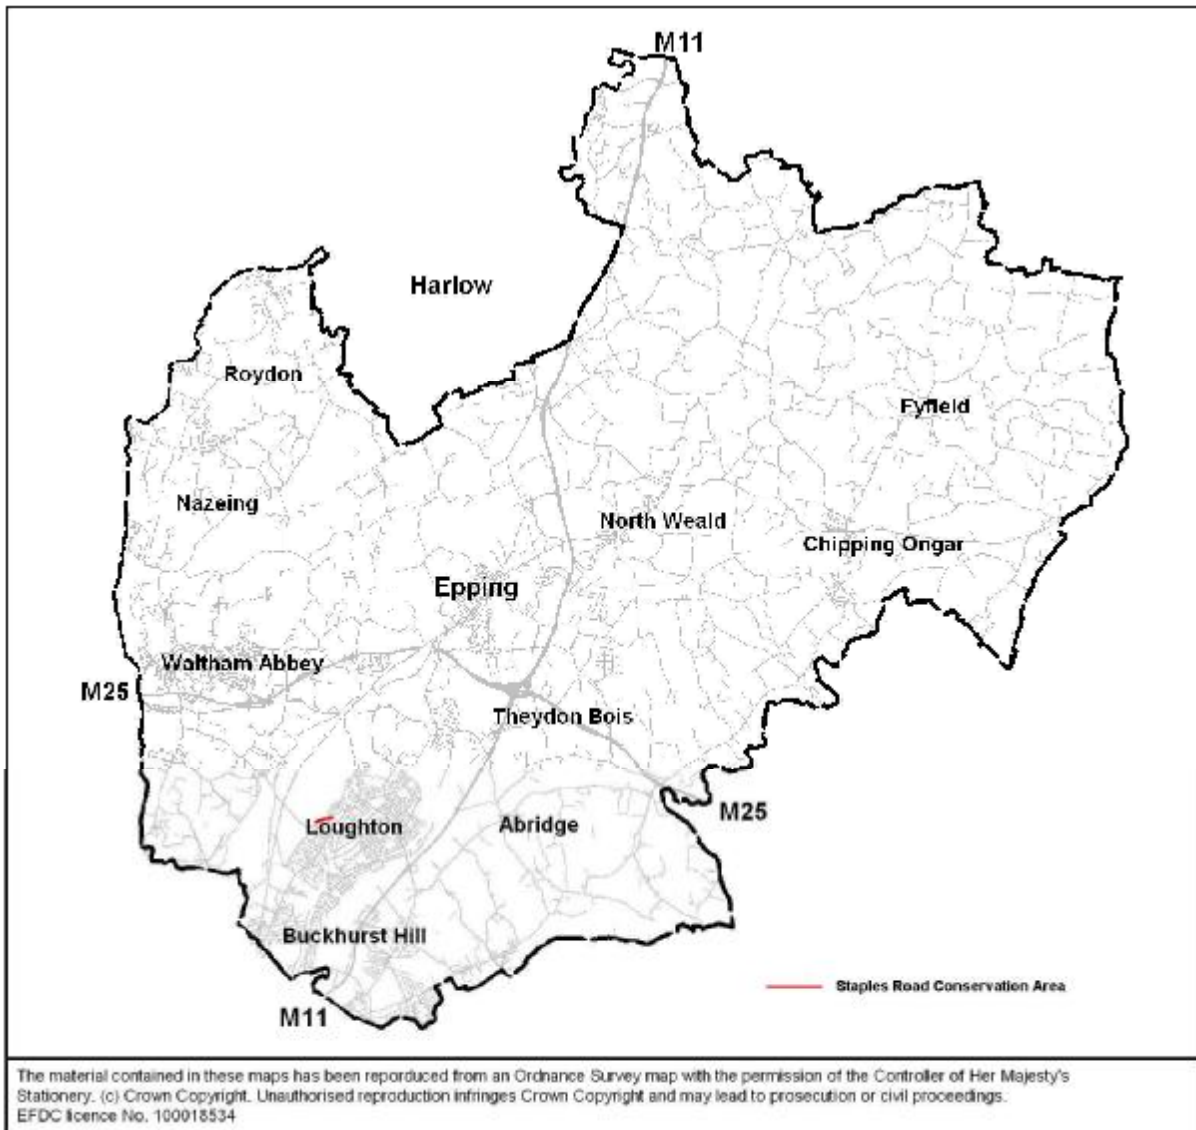 M11
Harlow
Roydon
Fyfield
Nazeing
North Weald
Chipping Ongar
Epping
Waltham Abbey
M25
Theydon Bois
M25
Loughton
Abridge
Buckhurst Hill
Staples Road Conservation Area
M11
The material contained in these maps has been reporduced from an Ordnance Survey map with the permission of the Controller of Her Majesty's
Stationery. (c) Crown Copyright. Unauthorised reproduction infringes Crown Copyright and may lead to prosecution or civil proceedings.
EFDC licence No. 100018534